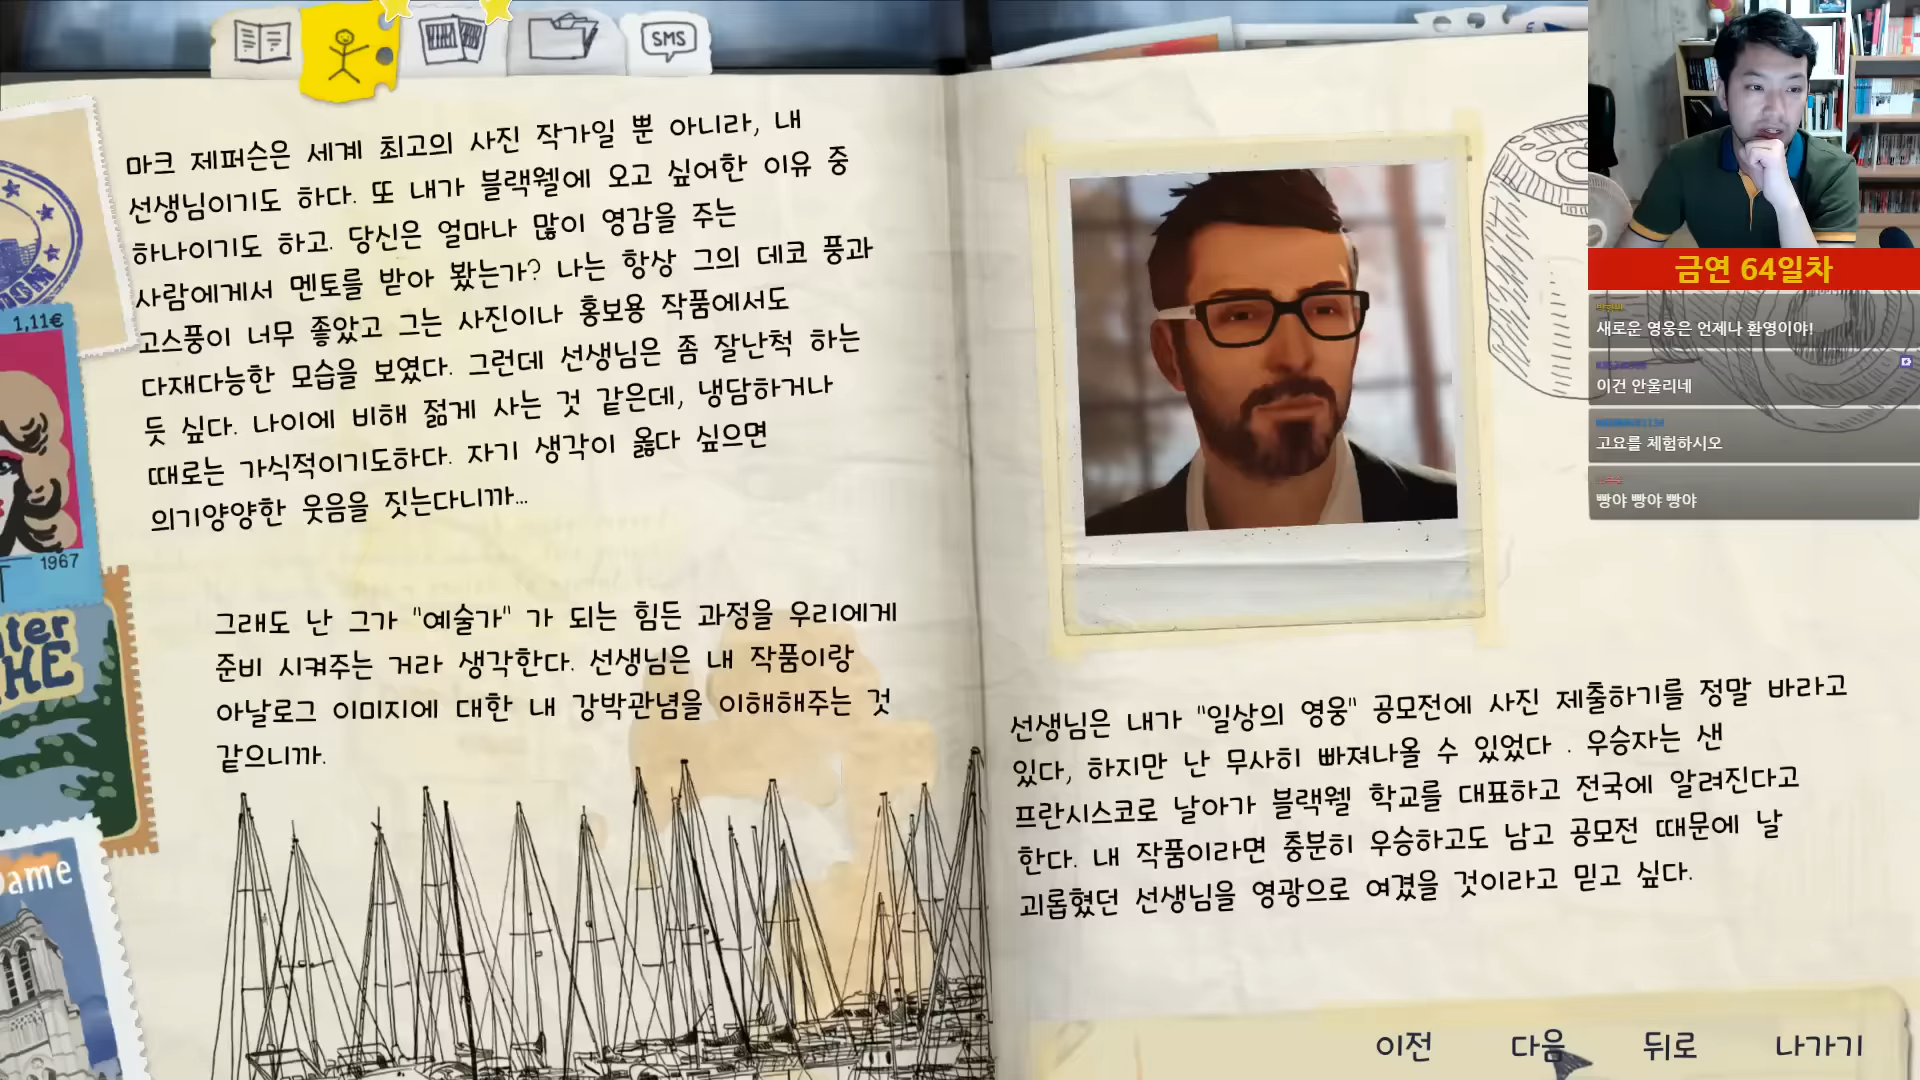 SMS
마크 제퍼슨은 세계 최고의 사진 작가일 뿐 아니라, 내
선생님이기도 하다. 또 내가 블랙웰에 오고 싶어한 이유 중
하나이기도 하고. 당신은 얼마나 많이 영감을 주는
사람에게서 멘토를 받아 봤는가? 나는 항상 그의 데코 풍과
고스풍이 너무 좋았고 그는 사진이나 홍보용 작품에서도
다재다능한 모습을 보였다. 그런데 선생님은 좀 잘난척 하는
듯 싶다. 나이에 비해 젊게 사는 것 같은데, 냉담하거나
때로는 가식적이기도하다. 자기 생각이 옳다 싶으면
의기양양한 웃음을 짓는다니까...
그래도 난 그가 "예술가" 가 되는 힘든 과정을 우리에게
준비 시켜주는 거라 생각한다. 선생님은 내 작품이랑
아날로그 이미지에 대한 내 강박관념을 이해해주는 것
같으니까.
1,11€
1967
선생님은 내가 "일상의 영웅" 공모전에 사진 제출하기를 정말 바라고
있다, 하지만 난 무사히 빠져나올 수 있었다 . 우승자는 샌
프란시스코로 날아가 블랙웰 학교를 대표하고 전국에 알려진다고
한다. 내 작품이라면 충분히 우승하고도 남고 공모전 때문에 날
괴롭혔던 선생님을 영광으로 여겼을 것이라고 믿고 싶다.
이전 다음 뒤로 나가기
금연 64일차
새로운 영웅은 언제나 환영이야!
이건 안울리네
고요를 체험하시오
빵야 빵야 빵야